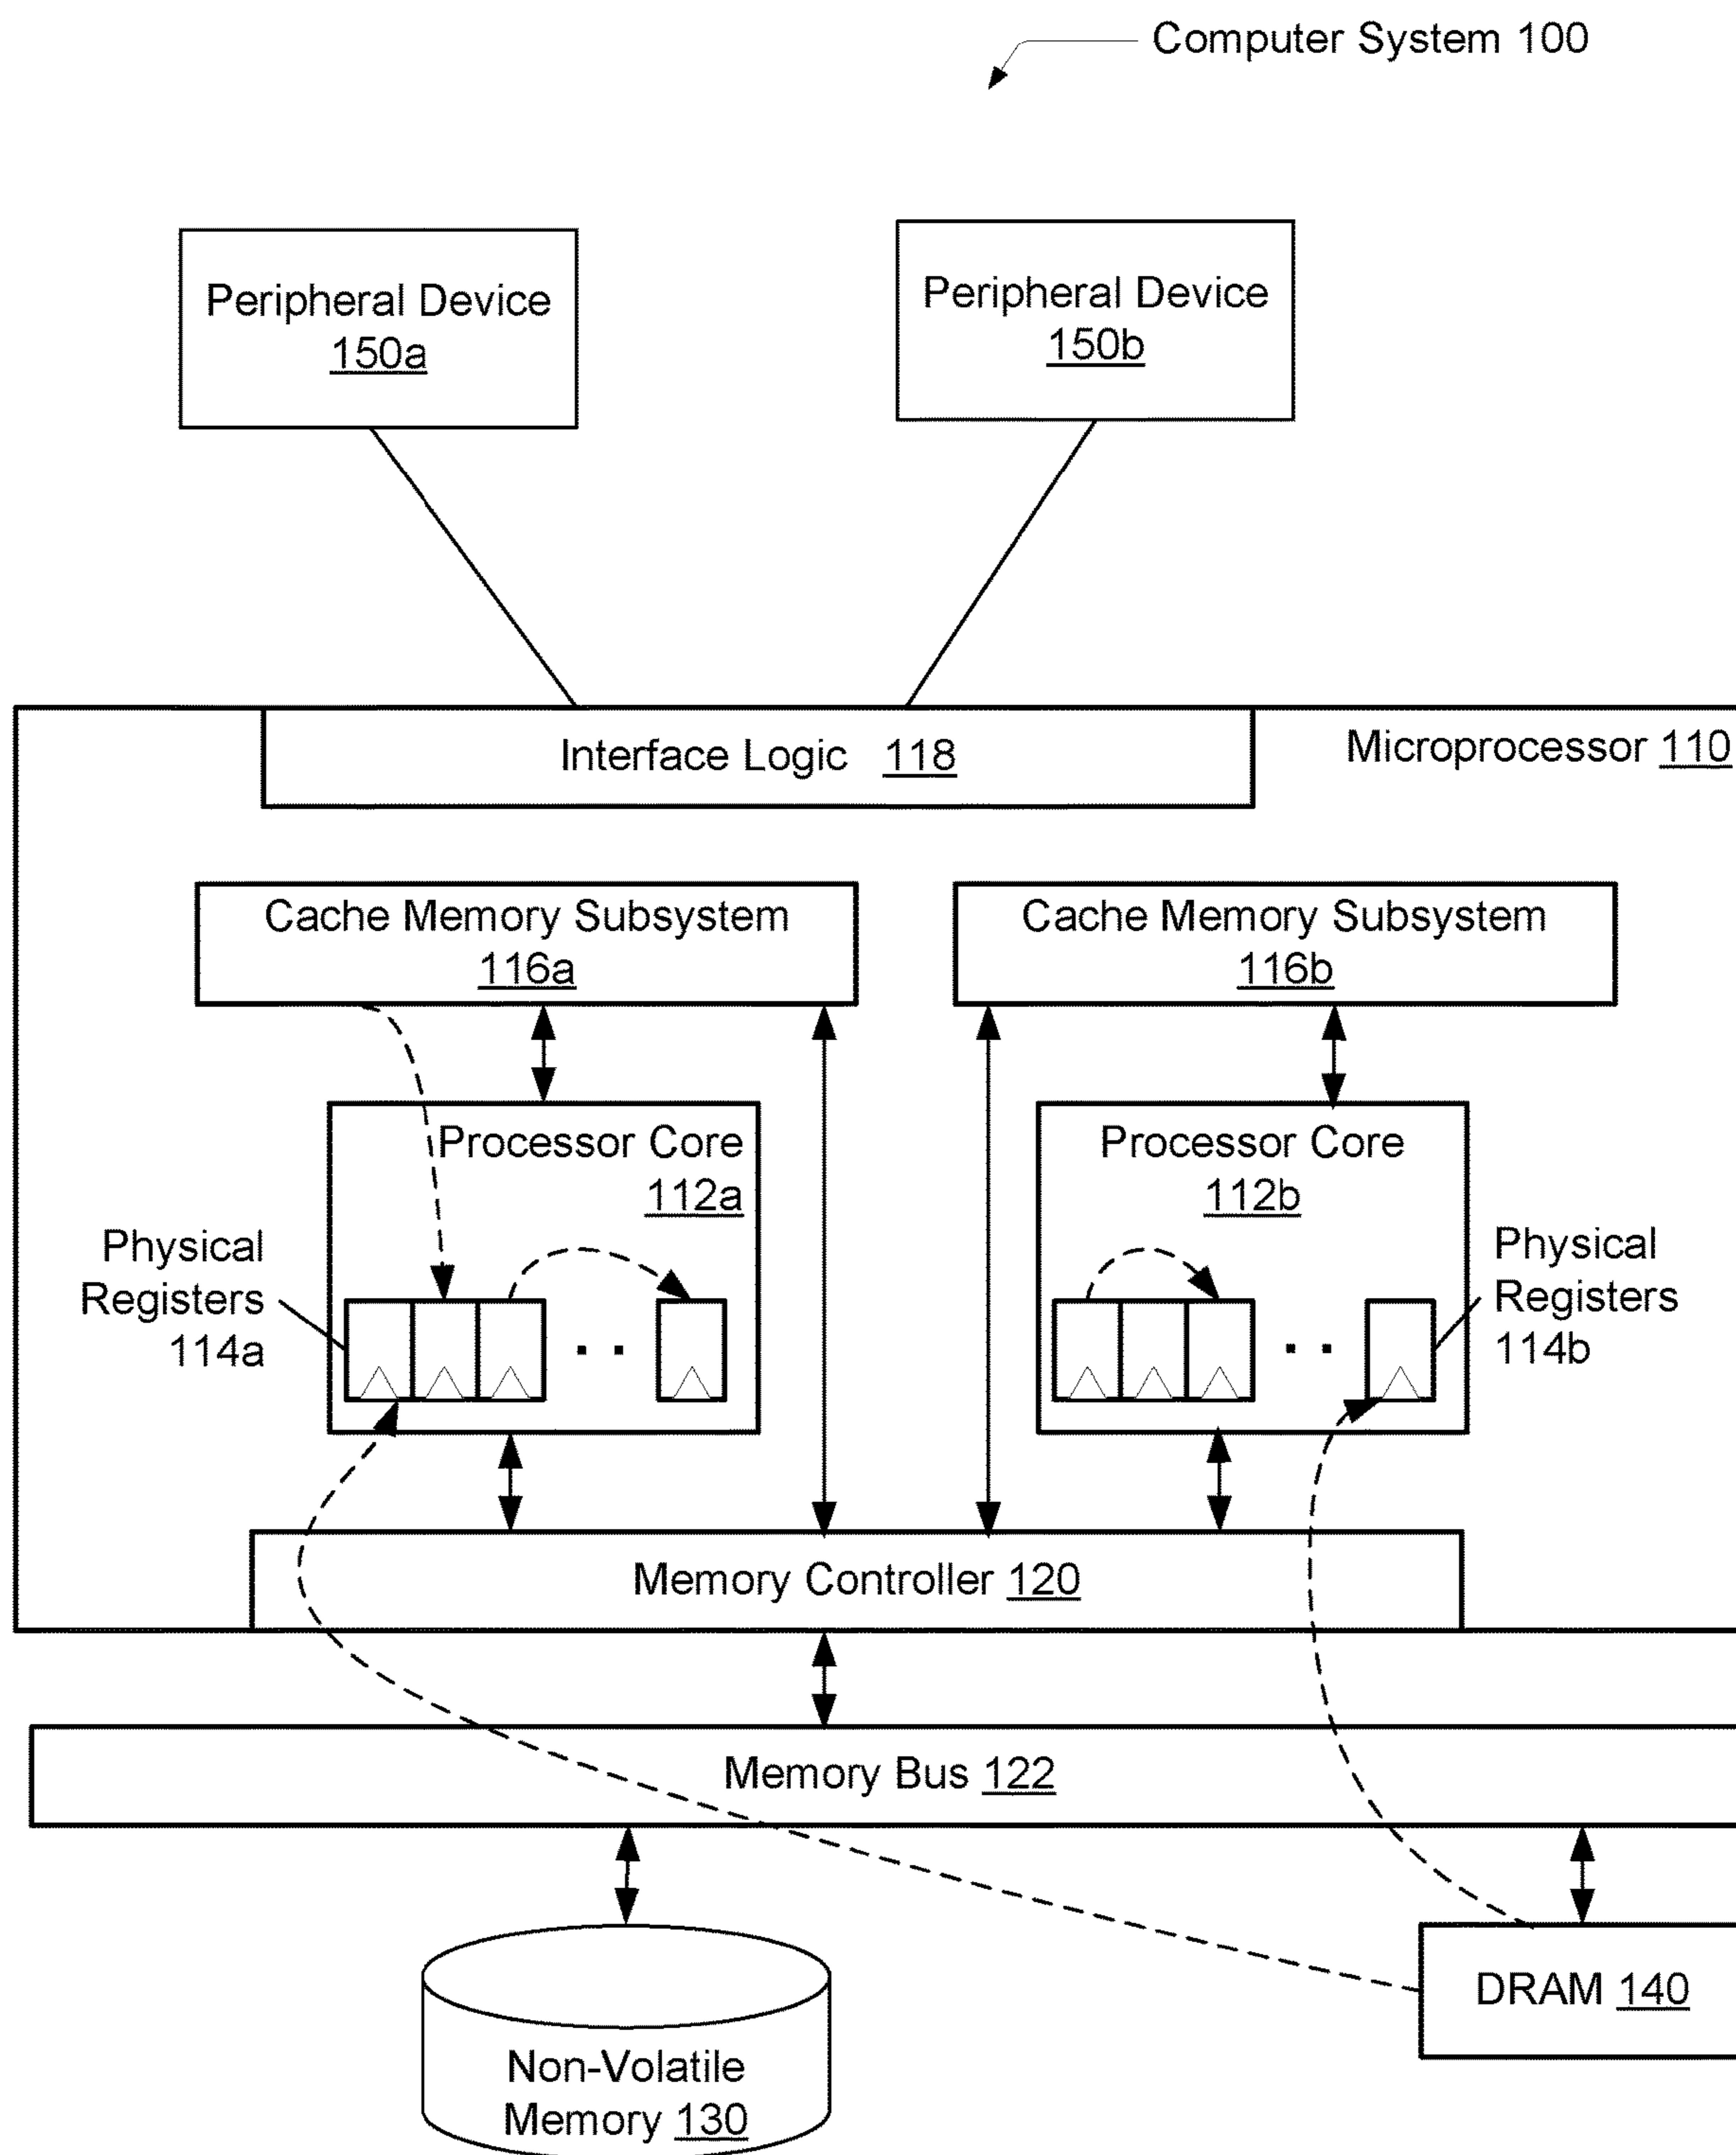 Computer System 100
Peripheral Device
150a
Peripheral Device
150b
Interface Logic 118
Microprocessor 110
Cache Memory Subsystem
116a
Cache Memory Subsystem
116b
Processor Core
112a
Processor Core
112b
Physical
Registers
114a
Physical
Registers
114b
Memory Controller 120
Memory Bus 122
DRAM 140
Non-Volatile
Memory 130